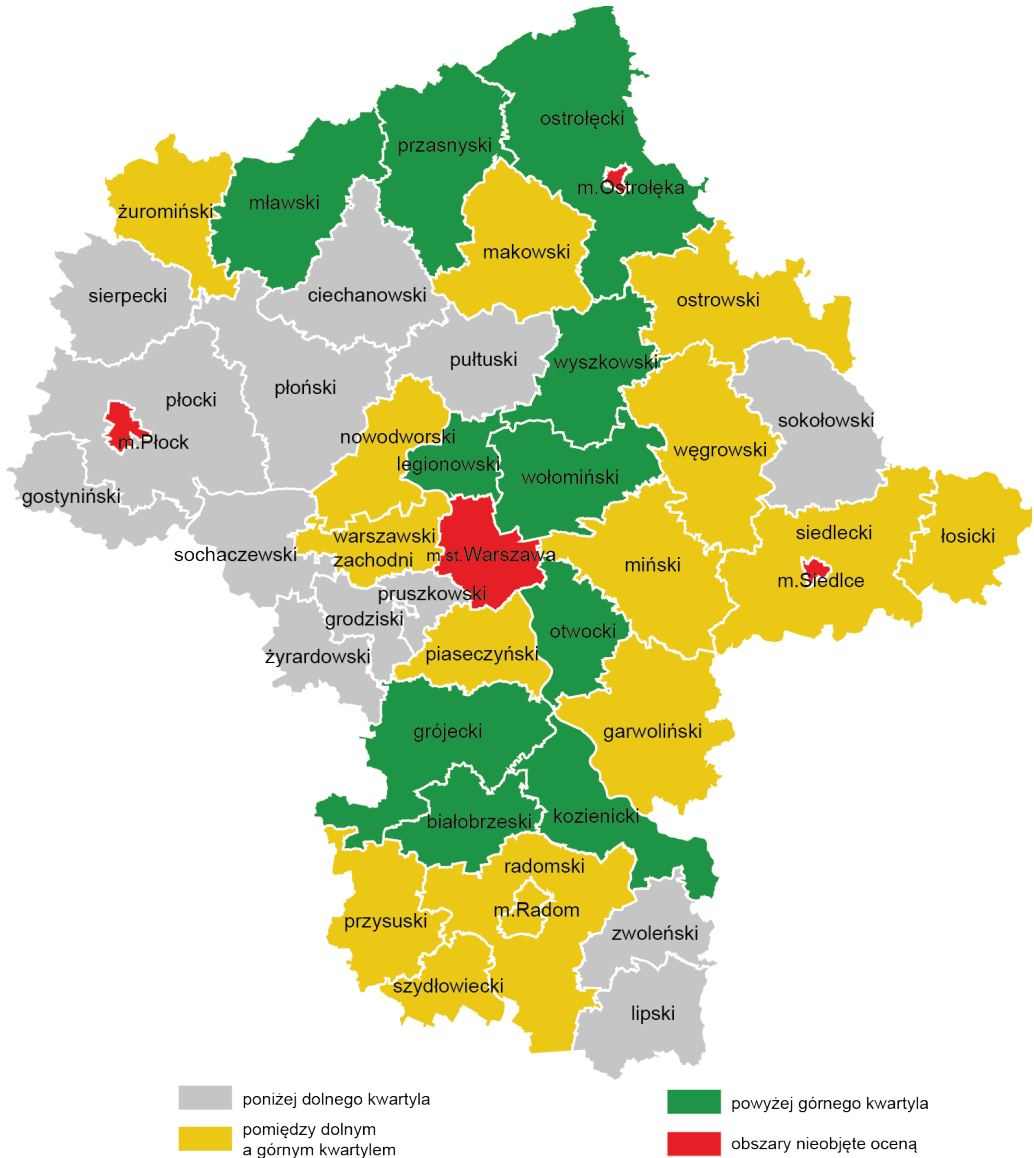 ostrołęcki
przasnyski
m.Ostrołęka
mławski
żuromiński
makowski
ciechanowski
sierpecki
ostrowski
pułtuski
wyszkowski
płoński
płocki
sokołowski
m.Płock
nowodworski
węgrowski
legionowski
wołomiński
gostyniński
siedlecki
łosicki
warszawski
zachodni
sochaczewski
m.st.Warszawa
miński
m.Siedlce
pruszkowski
grodziski
otwocki
żyrardowski
piaseczyński
grójecki
garwoliński
białobrzeski
kozienicki
radomski
m.Radom
przysuski
zwoleński
szydłowiecki
lipski
poniżej dolnego kwartyla
powyżej górnego kwartyla
pomiędzy dolnym
a górnym kwartylem
obszary nieobjęte oceną